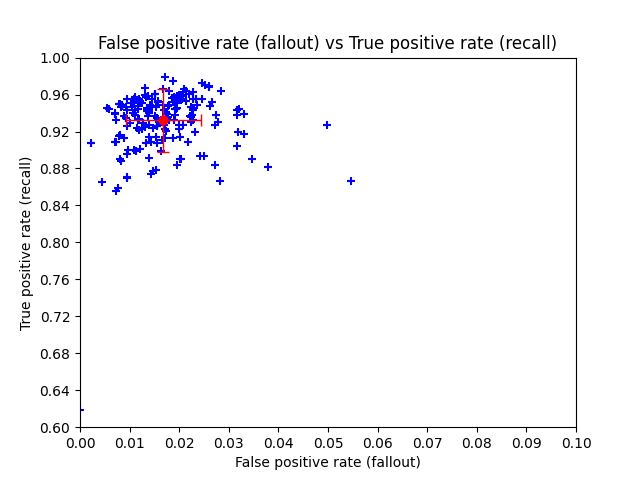 False positive rate (fallout) vs True positive rate (recall)
1.00
0.96
0.92
0.88
0.84
0.80
0.76
0.72
0.68
0.64
0.60
True positive rate (recall)
0.00 0.01 0.02 0.03 0.04 0.05 0.06 0.07 0.08 0.09 0.10
False positive rate (fallout)